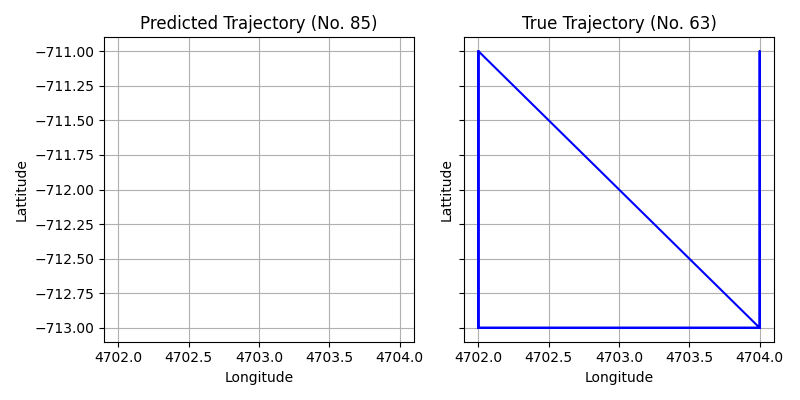 Predicted Trajectory (No. 85)
−711.00
−711.25
−711.50
−711.75
−712.00
−712.25
−712.50
−712.75
−713.00
Lattitude
4702.0 4702.5 4703.0 4703.5 4704.0
Longitude
True Trajectory (No. 63)
Lattitude
4702.0 4702.5 4703.0 4703.5 4704.0
Longitude